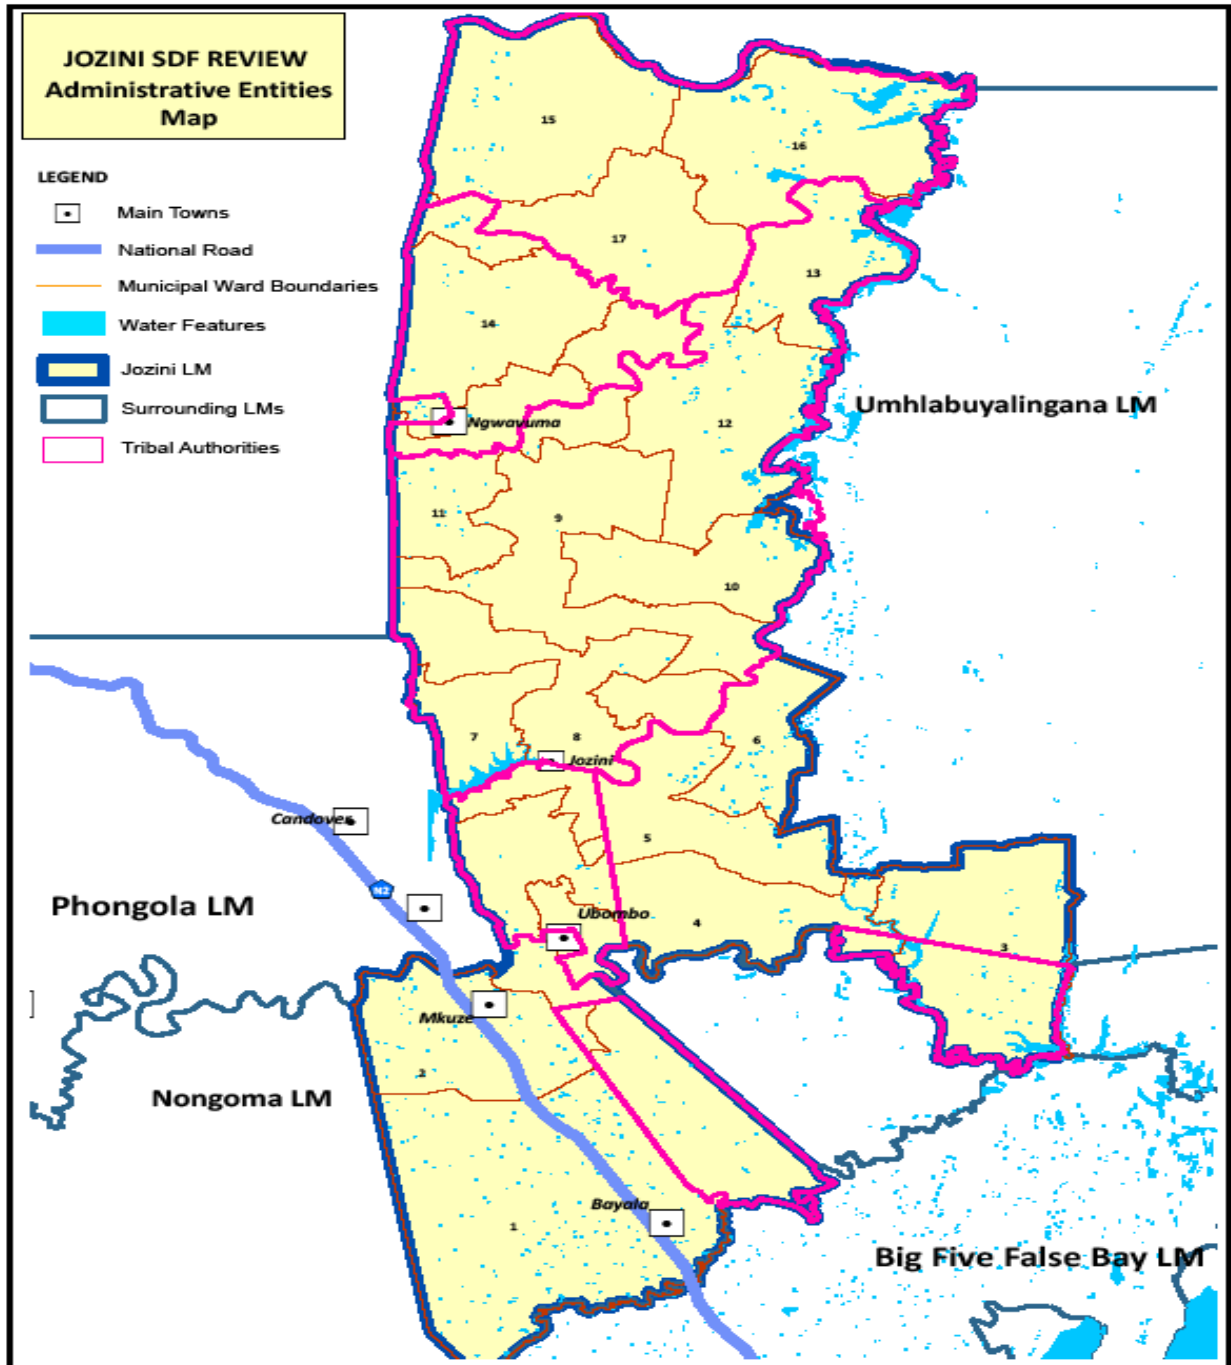 JOZINI SDF REVIEW
Administrative Entities
Map
LEGEND
Main Towns
National Road
Municipal Ward Boundaries
Water Features
Jozini LM
Surrounding LMs
Tribal Authorities
15
16
17
13
14
Umhlabuyalingana LM
Ngwavuma
12
11
9
10
7
8
6
Jozini
Candover
5
N2
Phongola LM
Ubombo
4
3
Mkuze
2
Nongoma LM
Bayala
1
Big Five False Bay LM